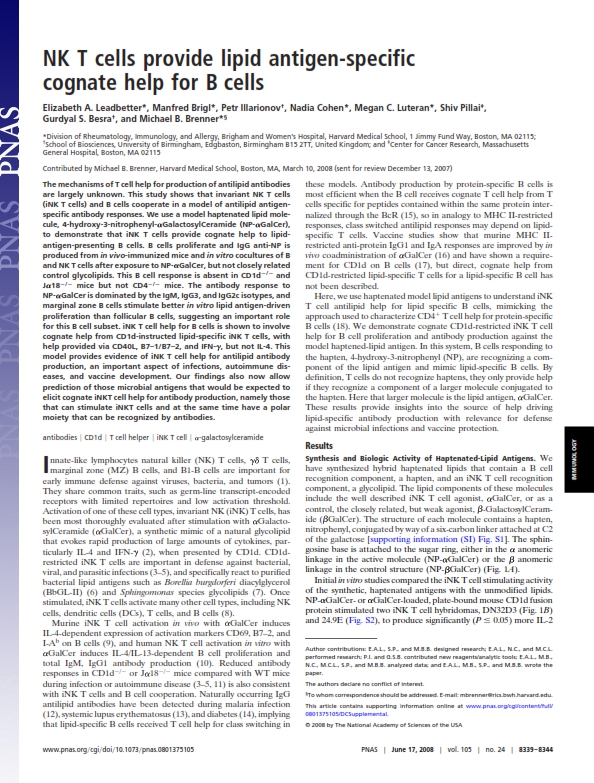 NK T cells provide lipid antigen-specific
cognate help for B cells
Elizabeth A. Leadbetter*, Manfred Brigl*, Petr Illarionov†, Nadia Cohen*, Megan C. Luteran*, Shiv Pillai‡,
Gurdyal S. Besra†, and Michael B. Brenner*§
*Division of Rheumatology, Immunology, and Allergy, Brigham and Women's Hospital, Harvard Medical School, 1 Jimmy Fund Way, Boston, MA 02115;
†School of Biosciences, University of Birmingham, Edgbaston, Birmingham B15 2TT, United Kingdom; and ‡Center for Cancer Research, Massachusetts
General Hospital, Boston, MA 02115
Contributed by Michael B. Brenner, Harvard Medical School, Boston, MA, March 10, 2008 (sent for review December 13, 2007)
The mechanisms of T cell help for production of antilipid antibodies
are largely unknown. This study shows that invariant NK T cells
(iNK T cells) and B cells cooperate in a model of antilipid antigen-
specific antibody responses. We use a model haptenated lipid mole-
cule, 4-hydroxy-3-nitrophenyl-αGalactosylCeramide (NP-αGalCer),
to demonstrate that iNK T cells provide cognate help to lipid-
antigen-presenting B cells. B cells proliferate and IgG anti-NP is
produced from in vivo-immunized mice and in vitro cocultures of B
and NK T cells after exposure to NP-αGalCer, but not closely related
control glycolipids. This B cell response is absent in CD1d−/− and
Jα18−/− mice but not CD4−/− mice. The antibody response to
NP-αGalCer is dominated by the IgM, IgG3, and IgG2c isotypes, and
marginal zone B cells stimulate better in vitro lipid antigen-driven
proliferation than follicular B cells, suggesting an important role
for this B cell subset. iNK T cell help for B cells is shown to involve
cognate help from CD1d-instructed lipid-specific iNK T cells, with
help provided via CD40L, B7–1/B7–2, and IFN-γ, but not IL-4. This
model provides evidence of iNK T cell help for antilipid antibody
production, an important aspect of infections, autoimmune dis-
eases, and vaccine development. Our findings also now allow
prediction of those microbial antigens that would be expected to
elicit cognate iNKT cell help for antibody production, namely those
that can stimulate iNKT cells and at the same time have a polar
moiety that can be recognized by antibodies.
antibodies | CD1d | T cell helper | iNK T cell | α-galactosylceramide
Innate-like lymphocytes natural killer (NK) T cells, γδ T cells,
marginal zone (MZ) B cells, and B1-B cells are important for
early immune defense against viruses, bacteria, and tumors (1).
They share common traits, such as germ-line transcript-encoded
receptors with limited repertoires and low activation threshold.
Activation of one of these cell types, invariant NK (iNK) T cells, has
been most thoroughly evaluated after stimulation with αGalacto-
sylCeramide (αGalCer), a synthetic mimic of a natural glycolipid
that evokes rapid production of large amounts of cytokines, par-
ticularly IL-4 and IFN-γ (2), when presented by CD1d. CD1d-
restricted iNK T cells are important in defense against bacterial,
viral, and parasitic infections (3–5), and specifically react to purified
bacterial lipid antigens such as Borellia burgdorferi diacylglycerol
(BbGL-II) (6) and Sphingomonas species glycolipids (7). Once
stimulated, iNK T cells activate many other cell types, including NK
cells, dendritic cells (DCs), T cells, and B cells (8).
Murine iNK T cell activation in vivo with αGalCer induces
IL-4-dependent expression of activation markers CD69, B7–2, and
I-Ab on B cells (9), and human NK T cell activation in vitro with
αGalCer induces IL-4/IL-13-dependent B cell proliferation and
total IgM, IgG1 antibody production (10). Reduced antibody
responses in CD1d−/− or Jα18−/− mice compared with WT mice
during infection or autoimmune disease (3–5, 11) is also consistent
with iNK T cells and B cell cooperation. Naturally occurring IgG
antilipid antibodies have been detected during malaria infection
(12), systemic lupus erythematosus (13), and diabetes (14), implying
that lipid-specific B cells received T cell help for class switching in
these models. Antibody production by protein-specific B cells is
most efficient when the B cell receives cognate T cell help from T
cells specific for peptides contained within the same protein inter-
nalized through the BcR (15), so in analogy to MHC II-restricted
responses, class switched antilipid responses may depend on lipid-
specific T cells. Vaccine studies show that murine MHC II-
restricted anti-protein IgG1 and IgA responses are improved by in
vivo coadministration of αGalCer (16) and have shown a require-
ment for CD1d on B cells (17), but direct, cognate help from
CD1d-restricted lipid-specific T cells for a lipid-specific B cell has
not been described.
Here, we use haptenated model lipid antigens to understand iNK
T cell antilipid help for lipid specific B cells, mimicking the
approach used to characterize CD4+ T cell help for protein-specific
B cells (18). We demonstrate cognate CD1d-restricted iNK T cell
help for B cell proliferation and antibody production against the
model haptened-lipid antigen. In this system, B cells responding to
the hapten, 4-hydroxy-3-nitrophenyl (NP), are recognizing a com-
ponent of the lipid antigen and mimic lipid-specific B cells. By
definition, T cells do not recognize haptens, they only provide help
if they recognize a component of a larger molecule conjugated to
the hapten. Here that larger molecule is the lipid antigen, αGalCer.
These results provide insights into the source of help driving
lipid-specific antibody production with relevance for defense
against microbial infections and vaccine protection.
Results
Synthesis and Biologic Activity of Haptenated-Lipid Antigens. We
have synthesized hybrid haptenated lipids that contain a B cell
recognition component, a hapten, and an iNK T cell recognition
component, a glycolipid. The lipid components of these molecules
include the well described iNK T cell agonist, αGalCer, or as a
control, the closely related, but weak agonist, β-GalactosylCeram-
ide (βGalCer). The structure of each molecule contains a hapten,
nitrophenyl, conjugated by way of a six-carbon linker attached at C2
of the galactose [supporting information (SI) Fig. S1]. The sphin-
gosine base is attached to the sugar ring, either in the α anomeric
linkage in the active molecule (NP-αGalCer) or the β anomeric
linkage in the control structure (NP-βGalCer) (Fig. 1A).
Initial in vitro studies compared the iNK T cell stimulating activity
of the synthetic, haptenated antigens with the unmodified lipids.
NP-αGalCer- or αGalCer-loaded, plate-bound mouse CD1d fusion
protein stimulated two iNK T cell hybridomas, DN32D3 (Fig. 1B)
and 24.9E (Fig. S2), to produce significantly (P ≤ 0.05) more IL-2
Author contributions: E.A.L., S.P., and M.B.B. designed research; E.A.L., N.C., and M.C.L.
performed research; P.I. and G.S.B. contributed new reagents/analytic tools; E.A.L., M.B.,
N.C., M.C.L., S.P., and M.B.B. analyzed data; and E.A.L., M.B., S.P., and M.B.B. wrote the
paper.
The authors declare no conflict of interest.
§To whom correspondence should be addressed. E-mail: mbrenner@rics.bwh.harvard.edu.
This article contains supporting information online at www.pnas.org/cgi/content/full/
0801375105/DCSupplemental.
© 2008 by The National Academy of Sciences of the USA
IMMUNOLOGY
PNAS PNAS PNAS
www.pnas.org/cgi/doi/10.1073/pnas.0801375105
PNAS | June 17, 2008 | vol. 105 | no. 24 | 8339–8344